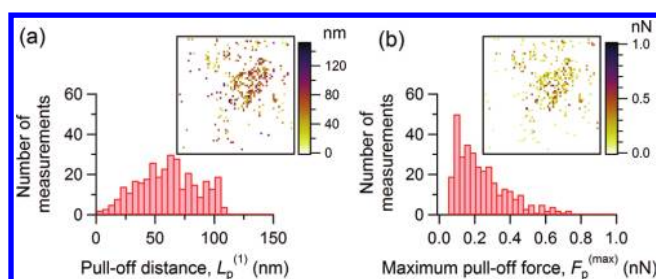 (a)
nm
120
80
40
0
60
40
20
0
Number of
measurements
0
50
100
150
Pull-off distance, Lₚ⁽¹⁾ (nm)
(b)
nN
1.0
0.5
0.0
60
40
20
0
Number of
measurements
0.0
0.2
0.4
0.6
0.8
1.0
Maximum pull-off force, Fₚ⁽ᵐᵃˣ⁾ (nN)